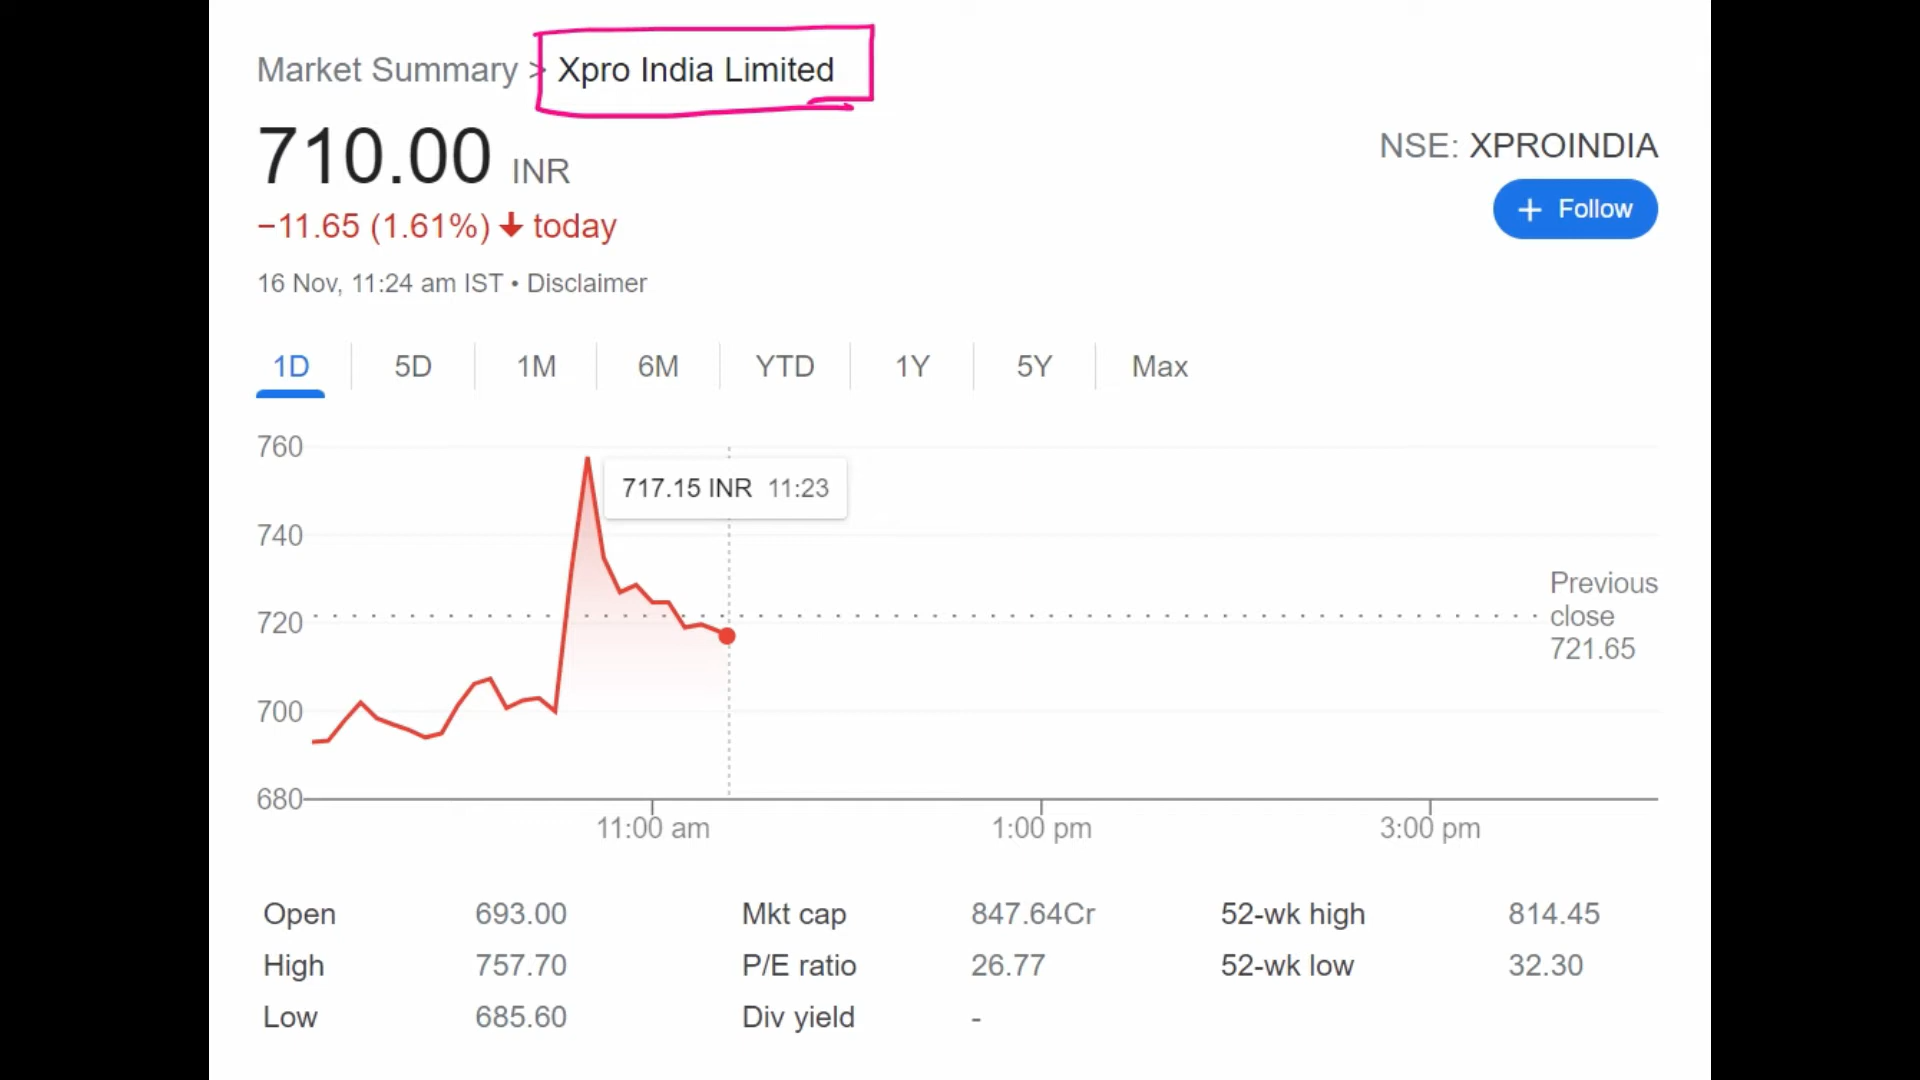 Market Summary > Xpro India Limited
710.00 INR
NSE: XPROINDIA
−11.65 (1.61%) ↓ today
+ Follow
16 Nov, 11:24 am IST • Disclaimer
1D 5D 1M 6M YTD 1Y 5Y Max
760
717.15 INR 11:23
740
Previous
close
721.65
720
700
680
11:00 am 1:00 pm 3:00 pm
Open 693.00 Mkt cap 847.64Cr 52-wk high 814.45
High 757.70 P/E ratio 26.77 52-wk low 32.30
Low 685.60 Div yield -